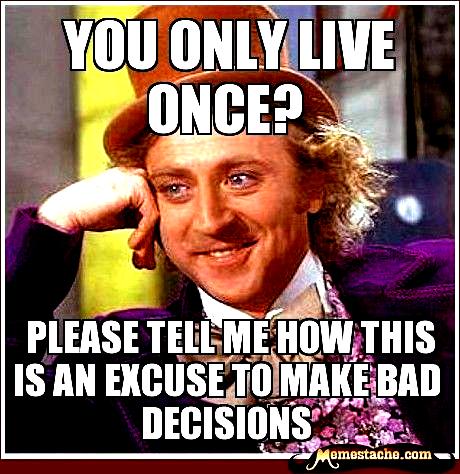 YOU ONLY LIVE
ONCE?
PLEASE TELL ME HOW THIS
IS AN EXCUSE TO MAKE BAD
DECISIONS
Memestache.com